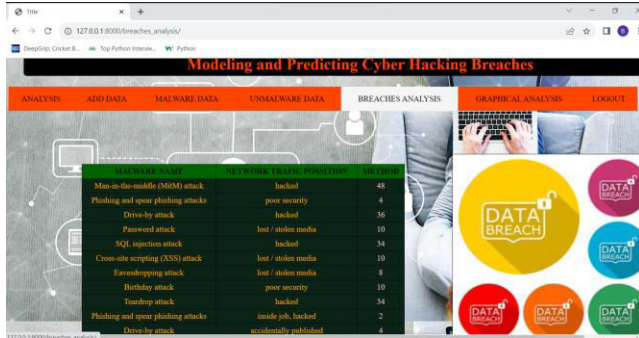 Title
127.0.0.1:8000/breaches_analysis/
DeepGrip: Cricket B... Top Python Intervie... Python
Modeling and Predicting Cyber Hacking Breaches
ANALYSIS ADD DATA MALWARE DATA UNMALWARE DATA BREACHES ANALYSIS GRAPHICAL ANALYSIS LOGOUT
MALWARE NAME NETWORK TRAFIC POSSITION METHOD
Man-in-the-middle (MitM) attack hacked 48
Phishing and spear phishing attacks poor security 4
Drive-by attack hacked 36
Password attack lost / stolen media 10
SQL injection attack hacked 34
Cross-site scripting (XSS) attack lost / stolen media 10
Eavesdropping attack lost / stolen media 8
Birthday attack poor security 10
Teardrop attack hacked 34
Phishing and spear phishing attacks inside job, hacked 2
Drive-by attack accidentally published 4
DATA
BREACH
DATA
BREACH
DATA
BREACH
DATA
BREACH
DATA
BREACH
DATA
BREACH
127.0.0.1:8000/breaches_analysis/